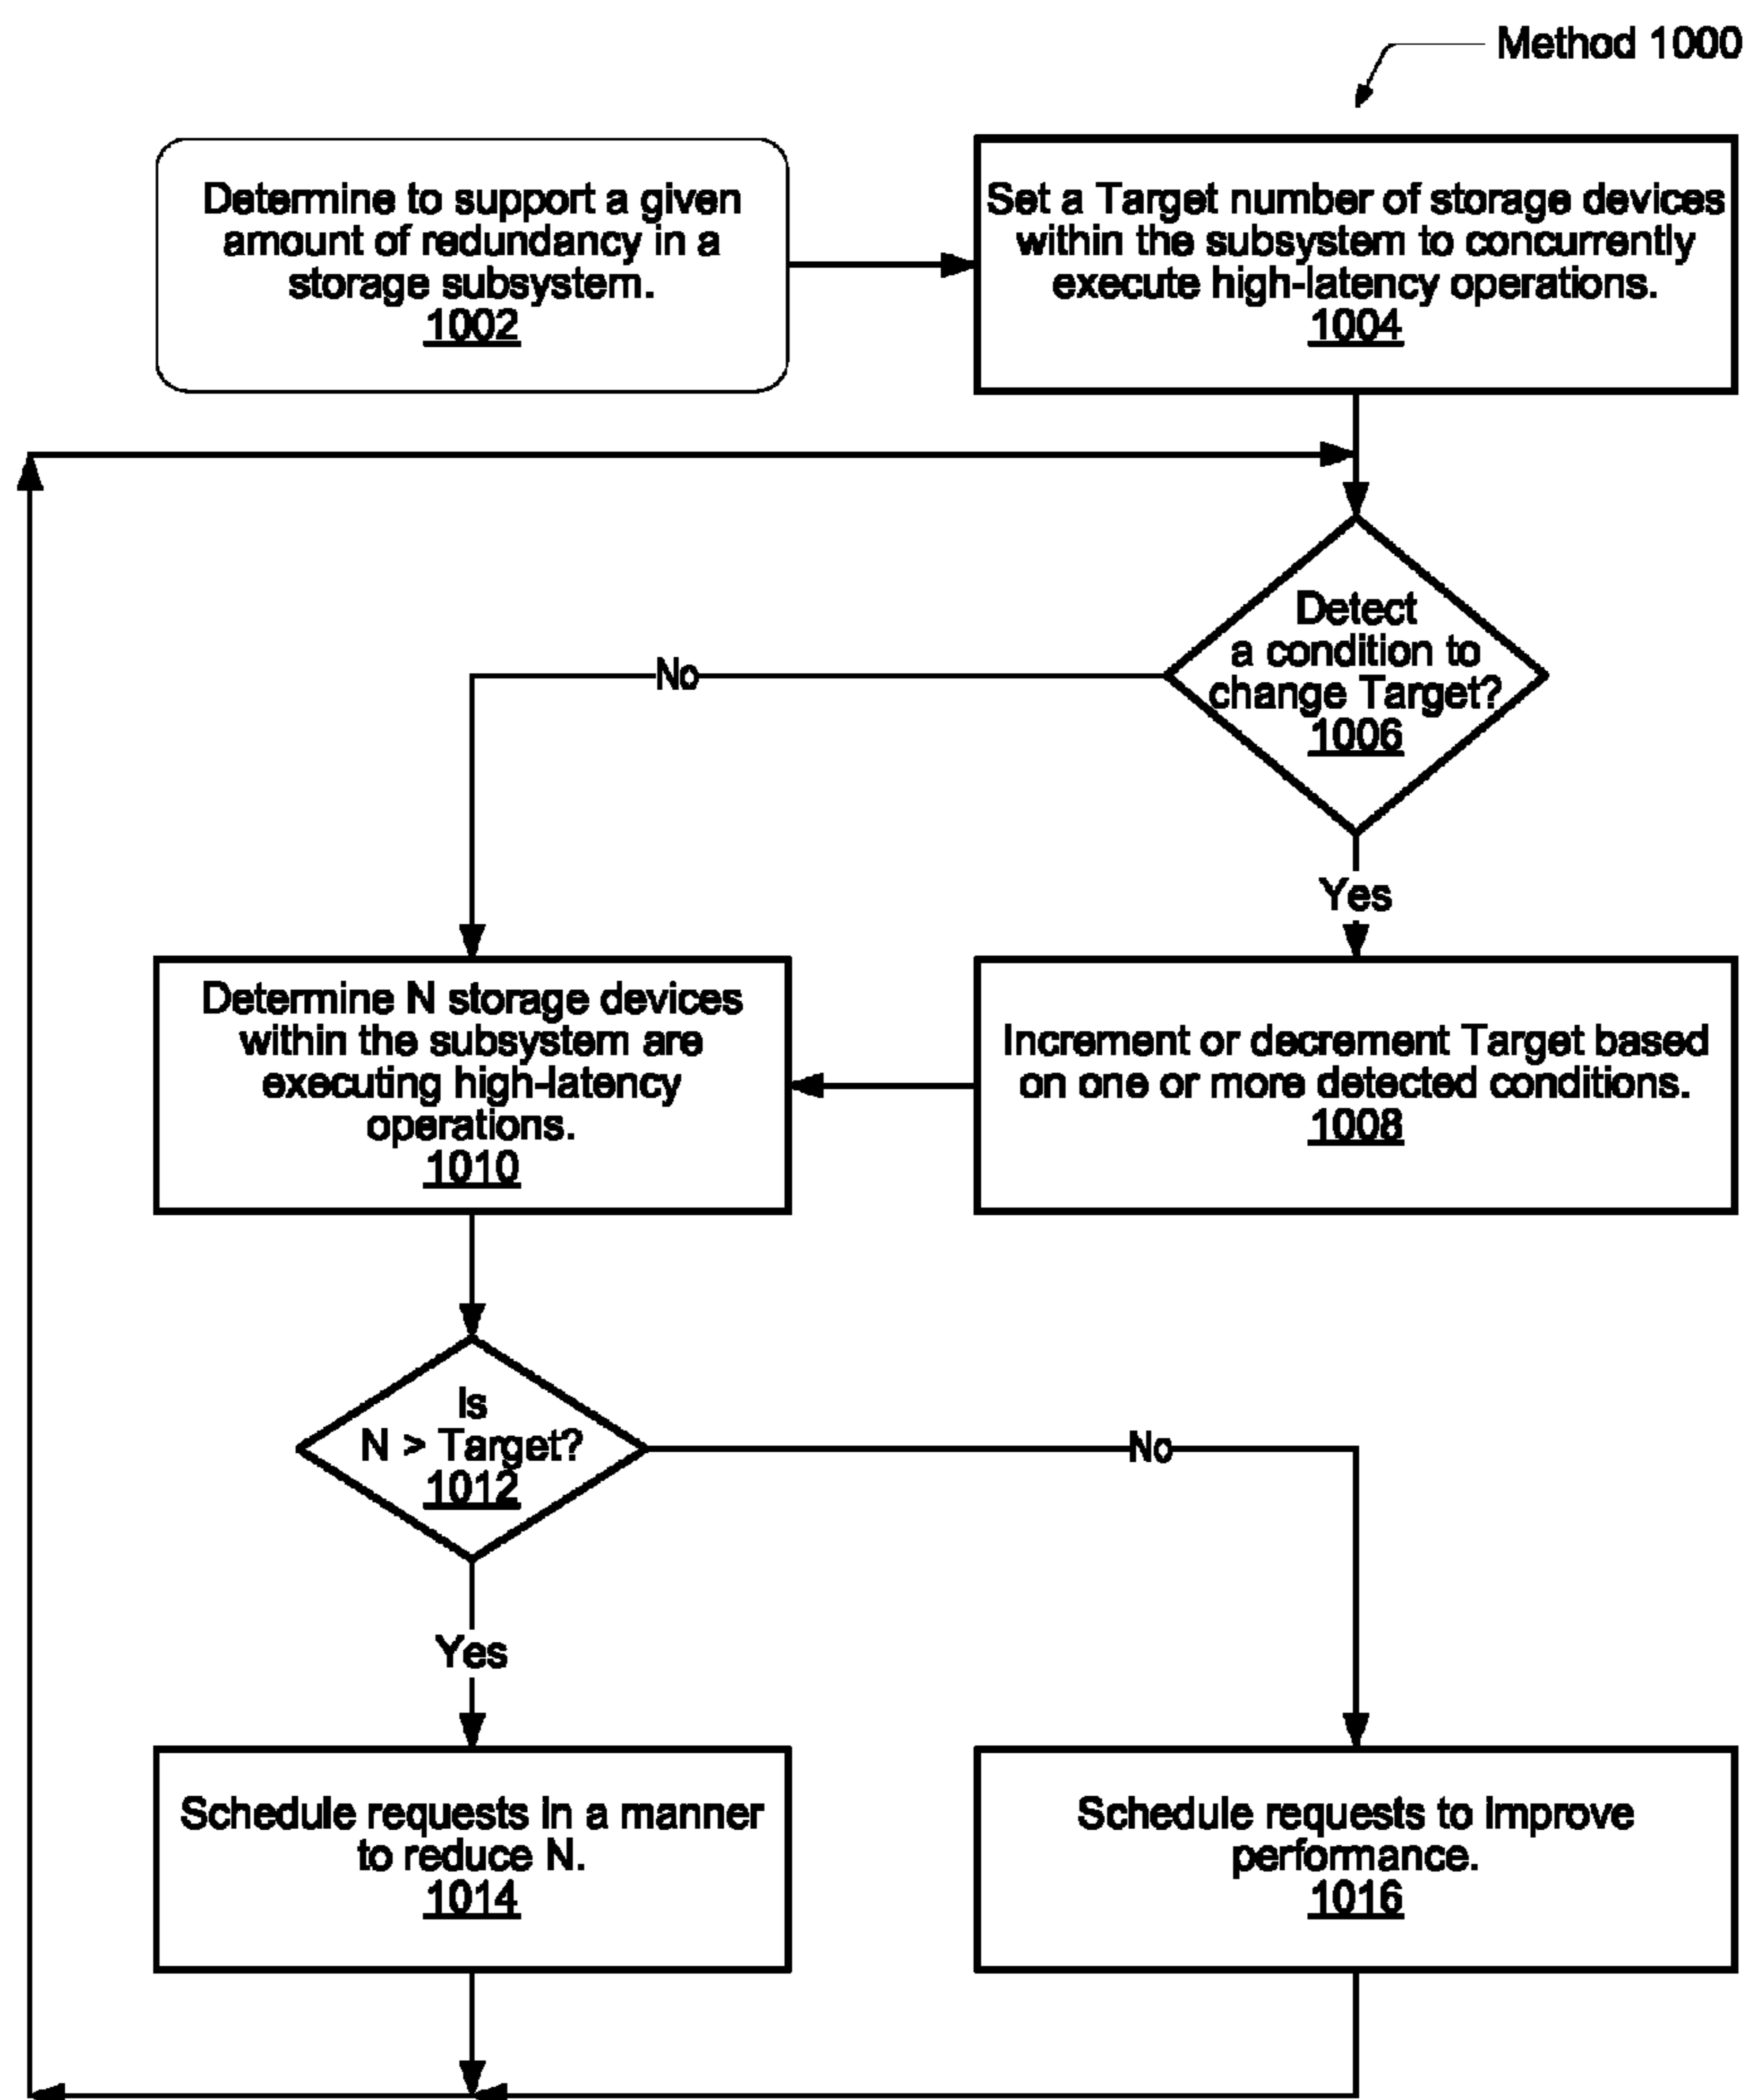 Method 1000
Determine to support a given
amount of redundancy in a
storage subsystem.
1002
Set a Target number of storage devices
within the subsystem to concurrently
execute high-latency operations.
1004
Detect
a condition to
change Target?
1006
No
Yes
Determine N storage devices
within the subsystem are
executing high-latency
operations.
1010
Increment or decrement Target based
on one or more detected conditions.
1008
Is
N > Target?
1012
No
Yes
Schedule requests in a manner
to reduce N.
1014
Schedule requests to improve
performance.
1016